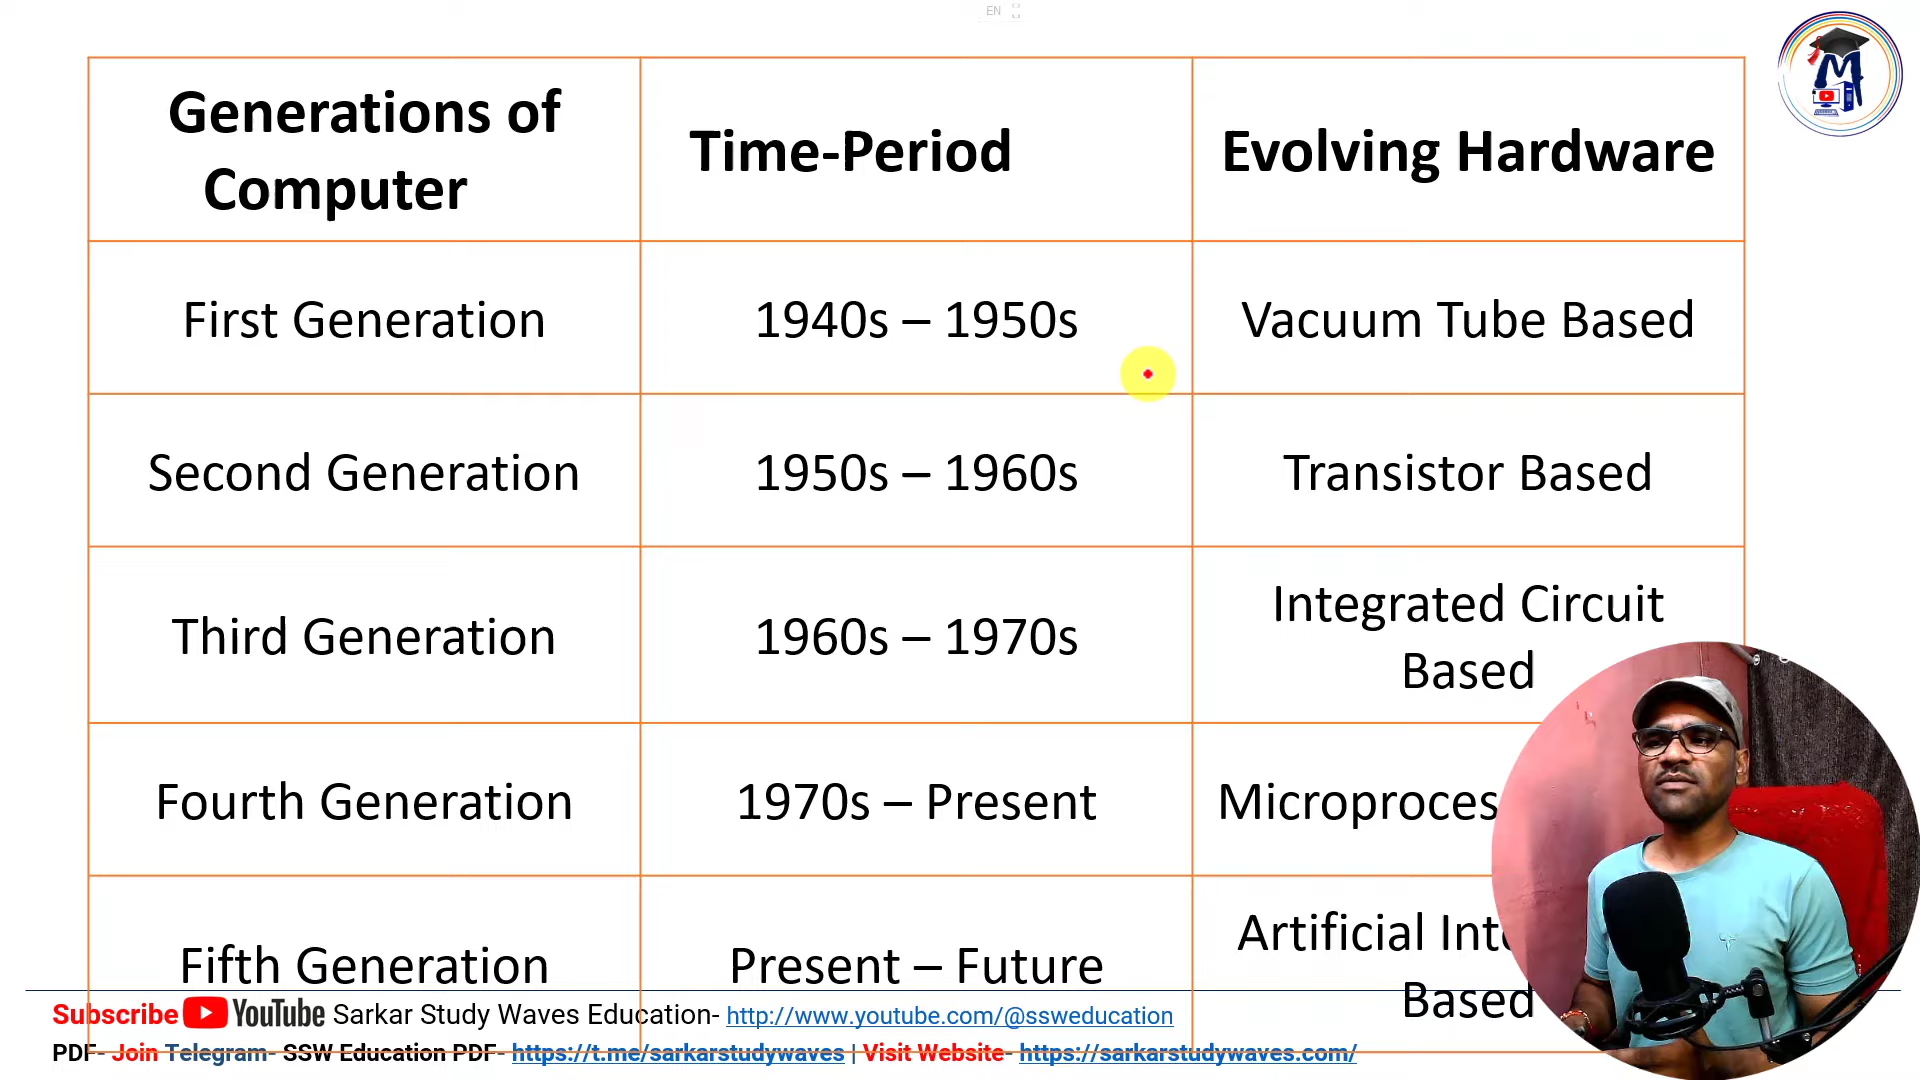 EN
Generations of
Computer
Time-Period
Evolving Hardware
First Generation
1940s – 1950s
Vacuum Tube Based
Second Generation
1950s – 1960s
Transistor Based
Third Generation
1960s – 1970s
Integrated Circuit
Based
Fourth Generation
1970s – Present
Fifth Generation
Present – Future
Artificial
Based
Subscribe YouTube Sarkar Study Waves Education- http://www.youtube.com/@ssweducation
PDF- Join Telegram- SSW Education PDF- https://t.me/sarkarstudywaves | Visit Website- https://sarkarstudywaves.com/